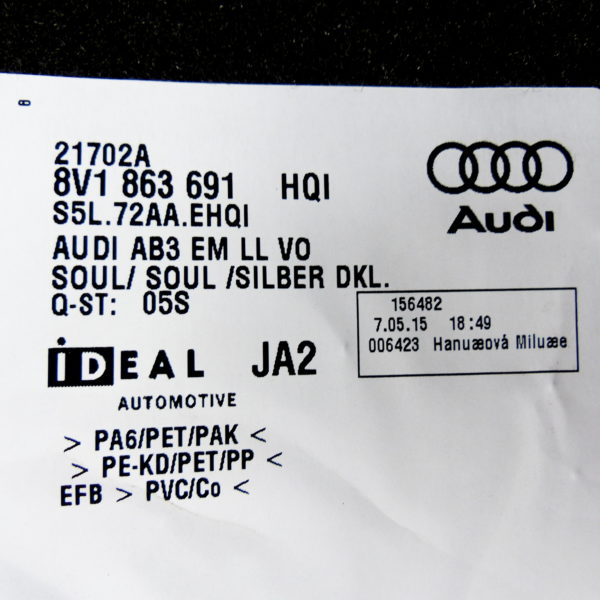 8
21702A
8V1 863 691 HQI
S5L.72AA.EHQI
AUDI AB3 EM LL VO
SOUL/ SOUL /SILBER DKL.
Q-ST: 05S
Audi
156482
7.05.15 18:49
006423 Hanuæová Miluæe
iDEAL JA2
AUTOMOTIVE
> PA6/PET/PAK <
> PE-KD/PET/PP <
EFB > PVC/Co <